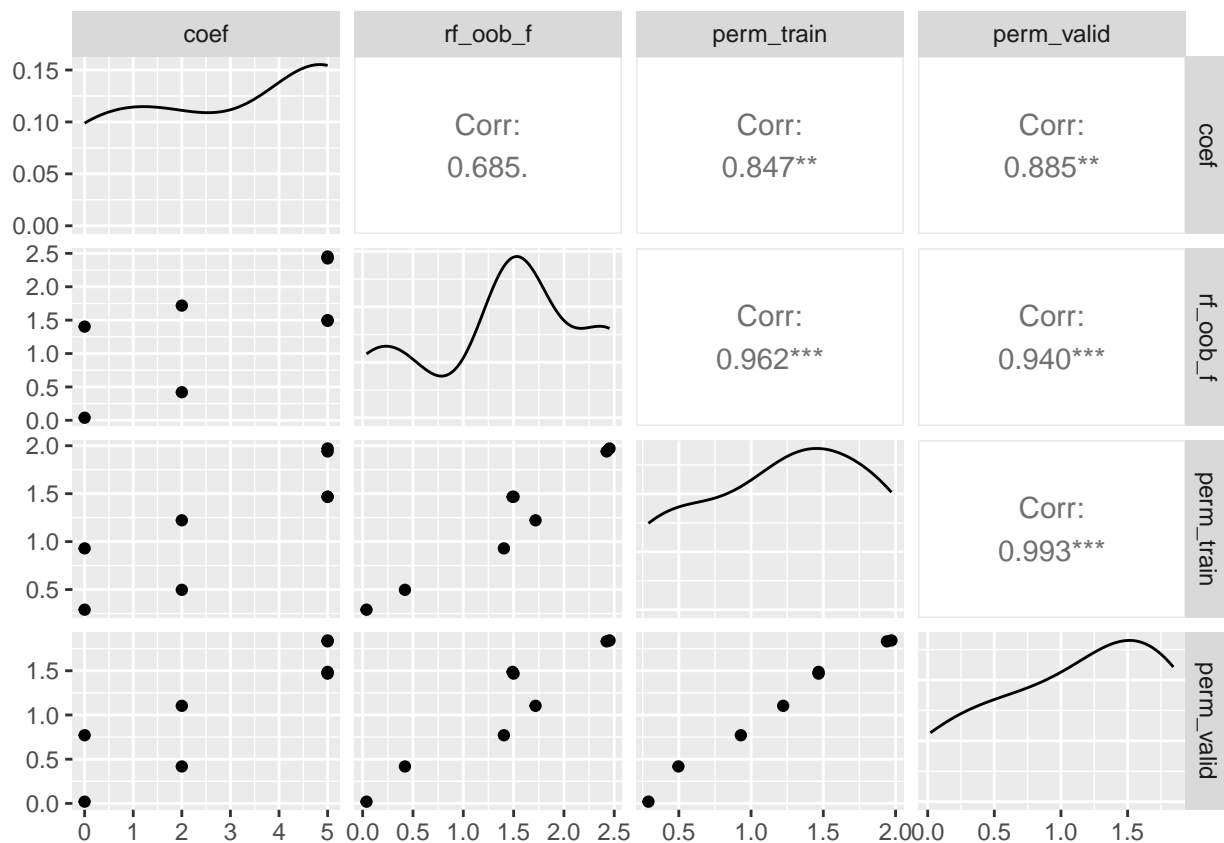 coef rf_oob_f perm_train perm_valid
0.15
0.10
0.05
0.00
Corr:
0.685.
Corr:
0.847**
Corr:
0.885**
coef
2.5
2.0
1.5
1.0
0.5
0.0
Corr:
0.962***
Corr:
0.940***
rf_oob_f
2.0
1.5
1.0
0.5
Corr:
0.993***
perm_train
1.5
1.0
0.5
0.0
perm_valid
0 2 3 4 5
0.0 0.5 1.0 1.5 2.0 2.5
0.5 1.0 1.5 2.0
0.0 0.5 1.0 1.5